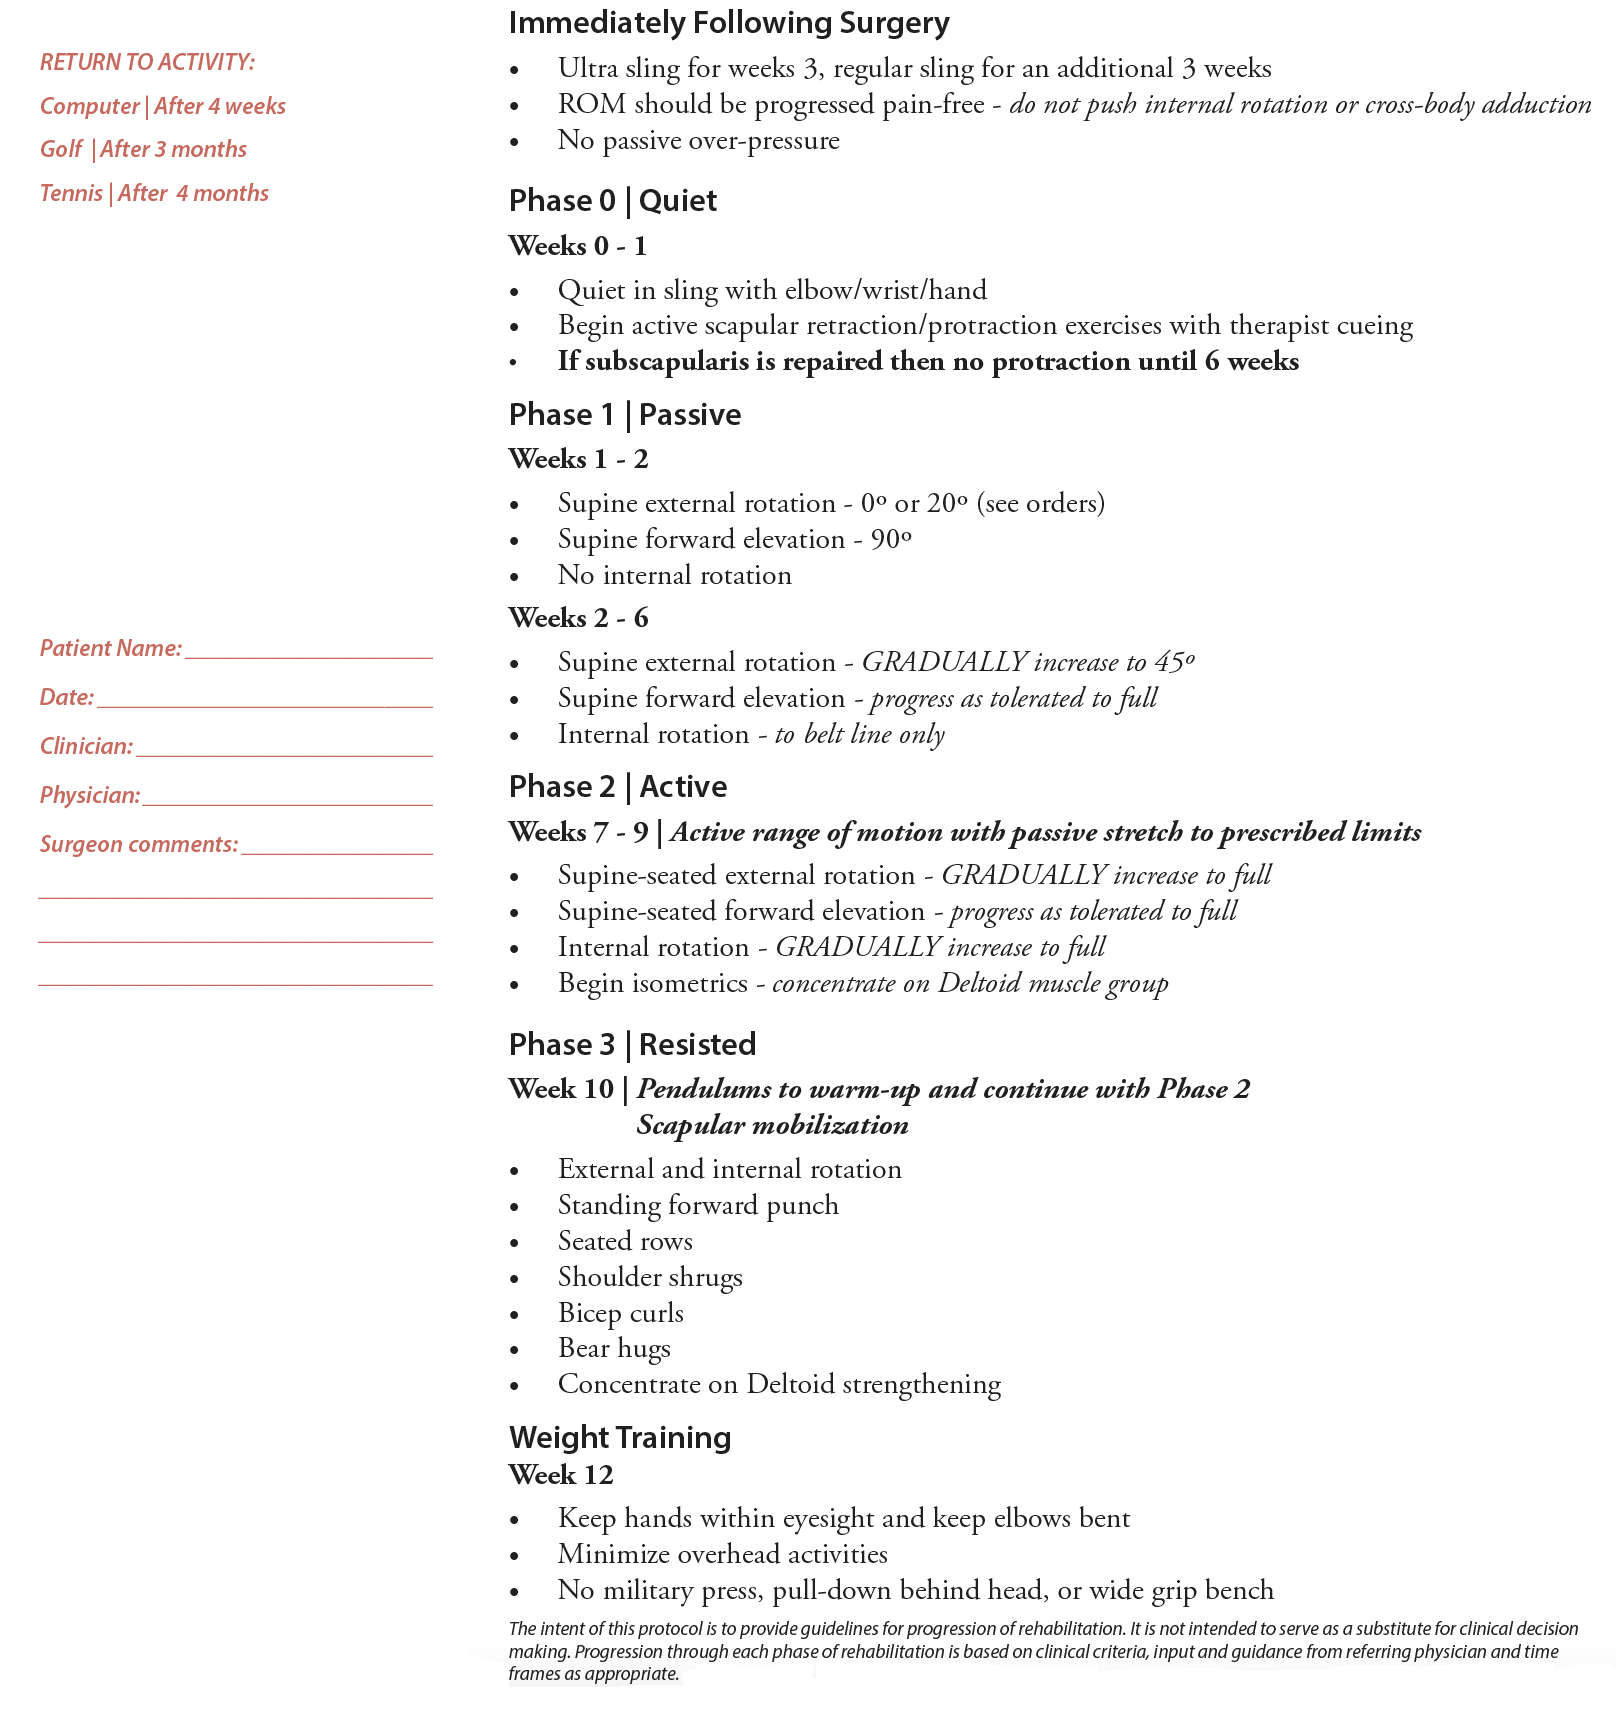 RETURN TO ACTIVITY:
Computer | After 4 weeks
Golf | After 3 months
Tennis | After 4 months
Patient Name:
Date:
Clinician:
Physician:
Surgeon comments:
Immediately Following Surgery
• Ultra sling for weeks 3, regular sling for an additional 3 weeks
• ROM should be progressed pain-free - do not push internal rotation or cross-body adduction
• No passive over-pressure
Phase 0 | Quiet
Weeks 0 - 1
• Quiet in sling with elbow/wrist/hand
• Begin active scapular retraction/protraction exercises with therapist cueing
• If subscapularis is repaired then no protraction until 6 weeks
Phase 1 | Passive
Weeks 1 - 2
• Supine external rotation - 0º or 20º (see orders)
• Supine forward elevation - 90º
• No internal rotation
Weeks 2 - 6
• Supine external rotation - GRADUALLY increase to 45º
• Supine forward elevation - progress as tolerated to full
• Internal rotation - to belt line only
Phase 2 | Active
Weeks 7 - 9 | Active range of motion with passive stretch to prescribed limits
• Supine-seated external rotation - GRADUALLY increase to full
• Supine-seated forward elevation - progress as tolerated to full
• Internal rotation - GRADUALLY increase to full
• Begin isometrics - concentrate on Deltoid muscle group
Phase 3 | Resisted
Week 10 | Pendulums to warm-up and continue with Phase 2
Scapular mobilization
• External and internal rotation
• Standing forward punch
• Seated rows
• Shoulder shrugs
• Bicep curls
• Bear hugs
• Concentrate on Deltoid strengthening
Weight Training
Week 12
• Keep hands within eyesight and keep elbows bent
• Minimize overhead activities
• No military press, pull-down behind head, or wide grip bench
The intent of this protocol is to provide guidelines for progression of rehabilitation. It is not intended to serve as a substitute for clinical decision
making. Progression through each phase of rehabilitation is based on clinical criteria, input and guidance from referring physician and time
frames as appropriate.